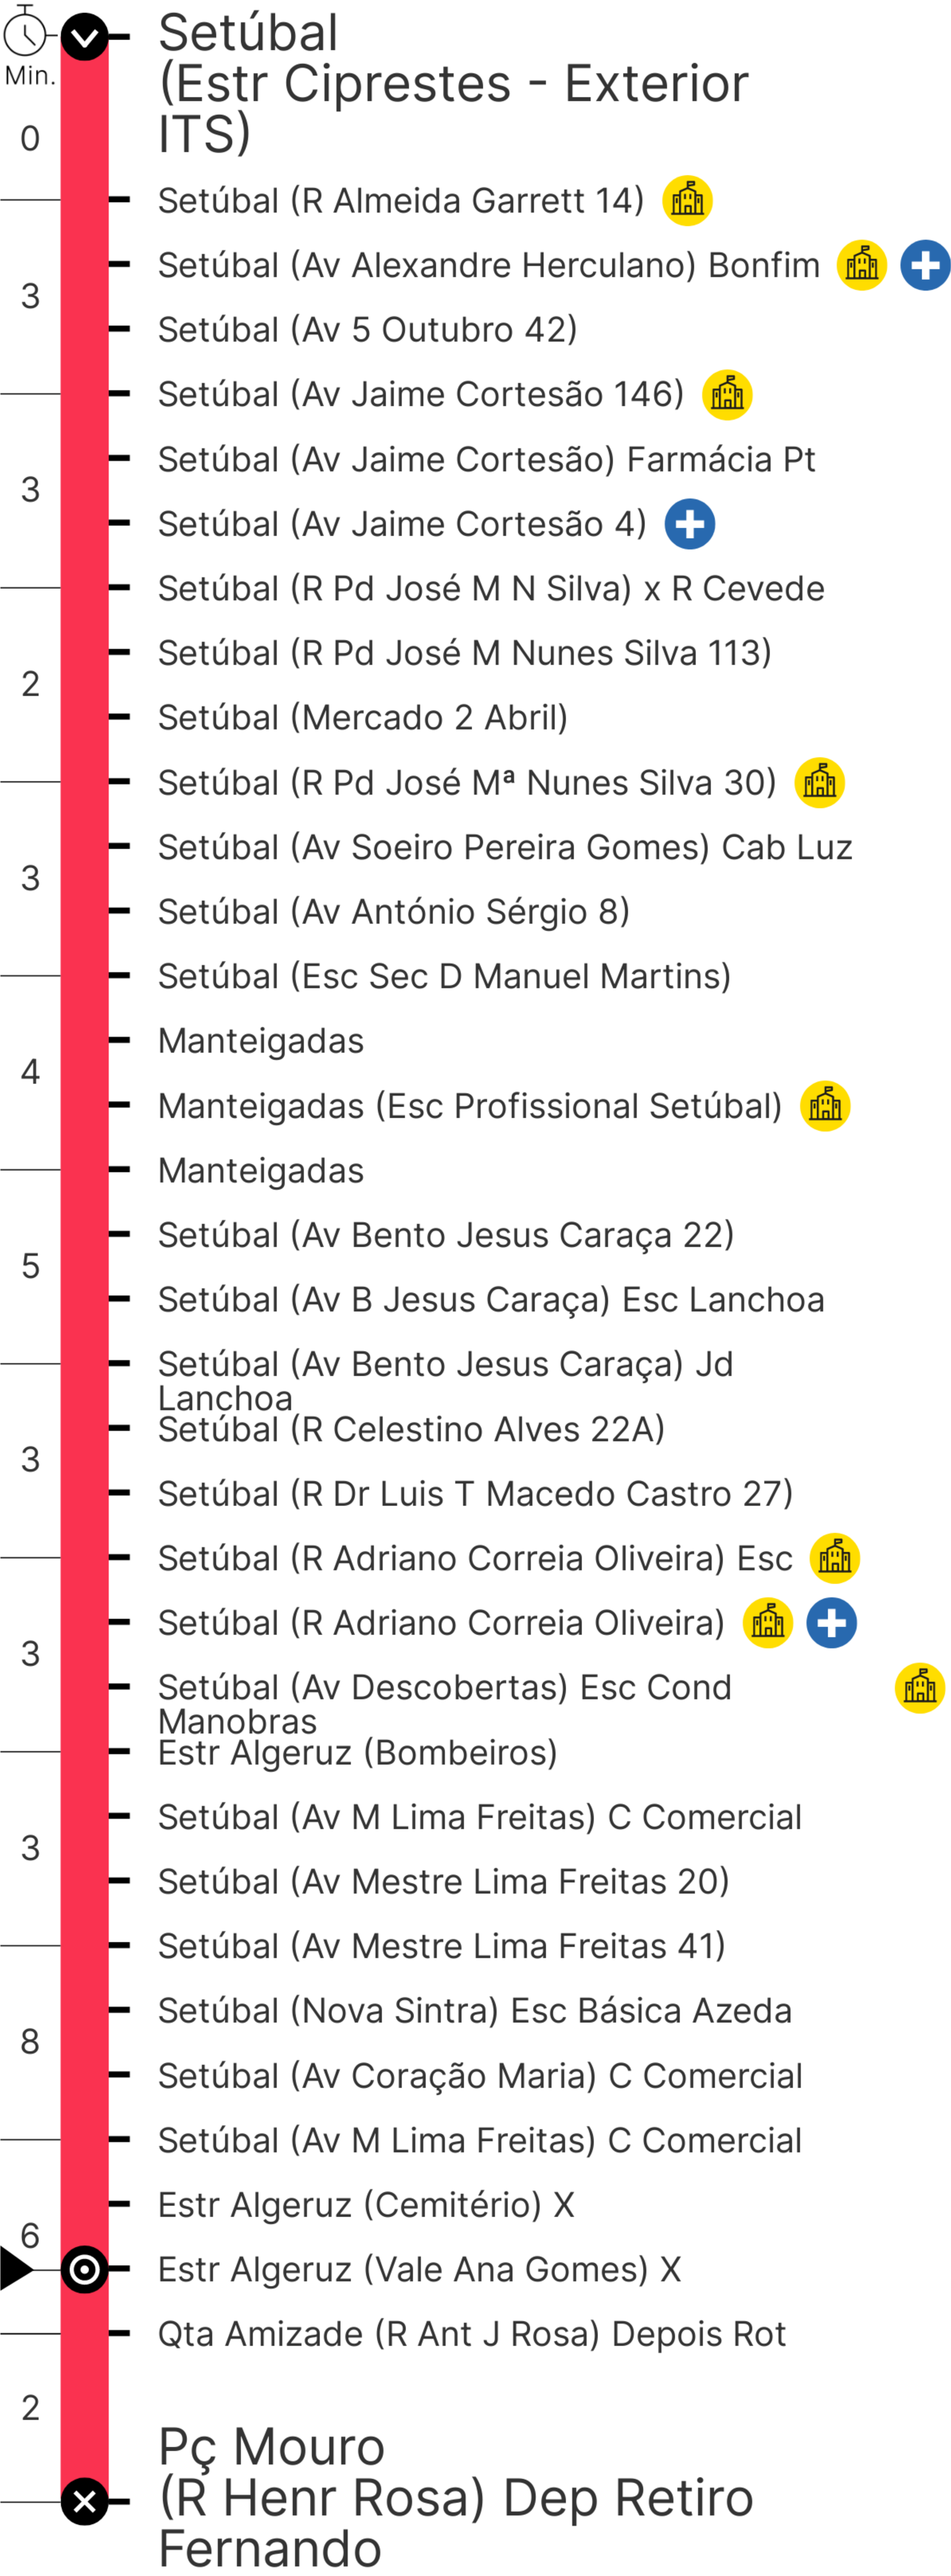 Setúbal
Min.
(Estr Ciprestes - Exterior
ITS)
0
Setúbal (R Almeida Garrett 14)
Setúbal (Av Alexandre Herculano) Bonfim
3
Setúbal (Av 5 Outubro 42)
Setúbal (Av Jaime Cortesão 146)
Setúbal (Av Jaime Cortesão) Farmácia Pt
3
Setúbal (Av Jaime Cortesão 4)
Setúbal (R Pd José M N Silva) x R Cevede
Setúbal (R Pd José M Nunes Silva 113)
2
Setúbal (Mercado 2 Abril)
Setúbal (R Pd José Mª Nunes Silva 30)
Setúbal (Av Soeiro Pereira Gomes) Cab Luz
3
Setúbal (Av António Sérgio 8)
Setúbal (Esc Sec D Manuel Martins)
Manteigadas
4
Manteigadas (Esc Profissional Setúbal)
Manteigadas
Setúbal (Av Bento Jesus Caraça 22)
5
Setúbal (Av B Jesus Caraça) Esc Lanchoa
Setúbal (Av Bento Jesus Caraça) Jd
Lanchoa
Setúbal (R Celestino Alves 22A)
3
Setúbal (R Dr Luis T Macedo Castro 27)
Setúbal (R Adriano Correia Oliveira) Esc
Setúbal (R Adriano Correia Oliveira)
3
Setúbal (Av Descobertas) Esc Cond
Manobras
Estr Algeruz (Bombeiros)
Setúbal (Av M Lima Freitas) C Comercial
3
Setúbal (Av Mestre Lima Freitas 20)
Setúbal (Av Mestre Lima Freitas 41)
Setúbal (Nova Sintra) Esc Básica Azeda
8
Setúbal (Av Coração Maria) C Comercial
Setúbal (Av M Lima Freitas) C Comercial
Estr Algeruz (Cemitério) X
6
Estr Algeruz (Vale Ana Gomes) X
Qta Amizade (R Ant J Rosa) Depois Rot
2
Pç Mouro
(R Henr Rosa) Dep Retiro
Fernando